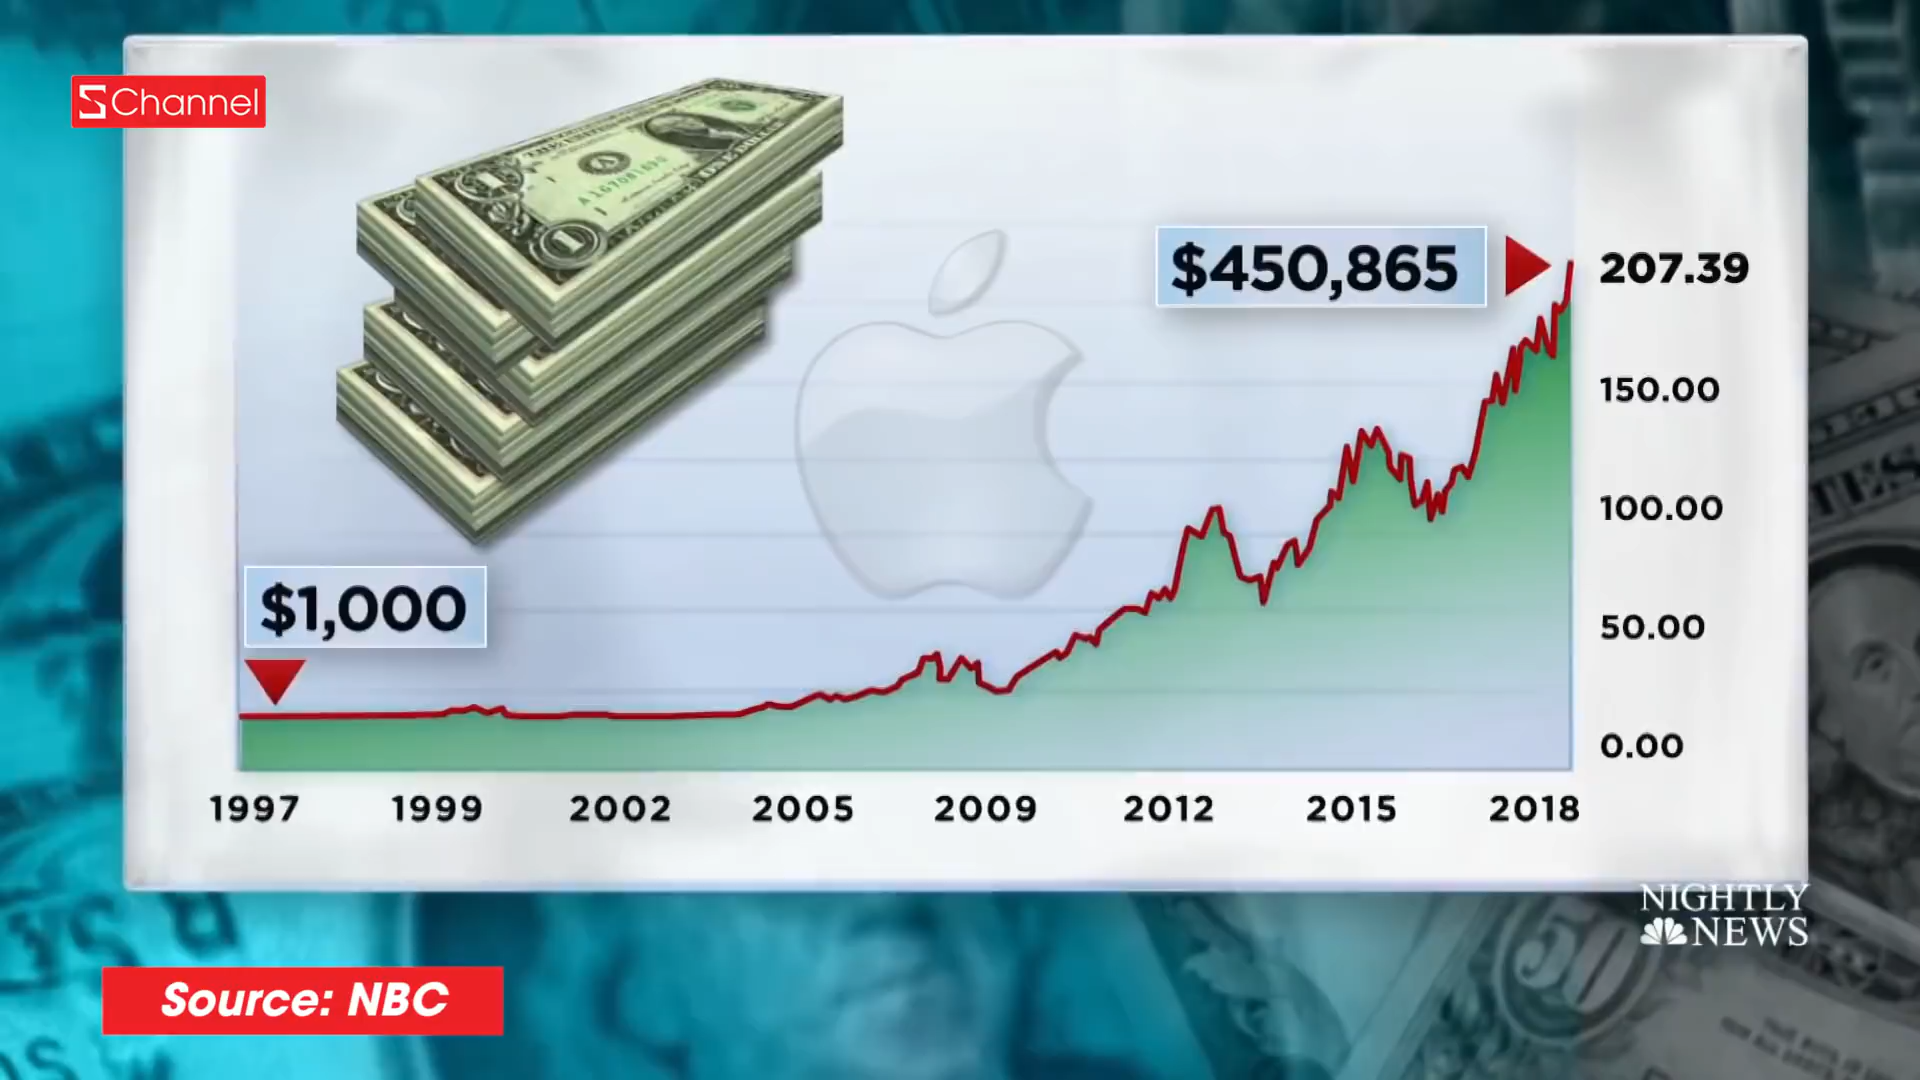 SChannel
$450,865
207.39
150.00
100.00
50.00
0.00
$1,000
1997 1999 2002 2005 2009 2012 2015 2018
NIGHTLY
NEWS
Source: NBC